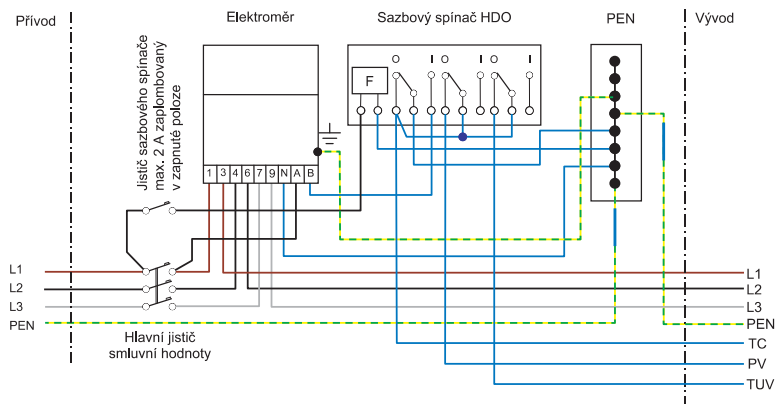 Přívod
Elektroměr
Sazbový spínač HDO
PEN
Vývod
Jistič sazbového spínače
max. 2 A zaplombovaný
v zapnuté poloze
F
O I O I O I
1 3 4 6 7 9 N A B
L1
L2
L3
PEN
Hlavní jistič
smluvní hodnoty
L1
L2
L3
PEN
TC
PV
TUV